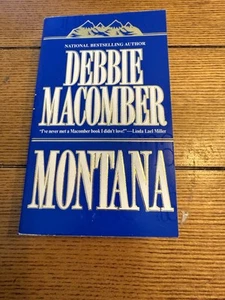 NATIONAL BESTSELLING AUTHOR
DEBBIE
MACOMBER
"I've never met a Macomber book I didn't love!"—Linda Lael Miller
MONTANA